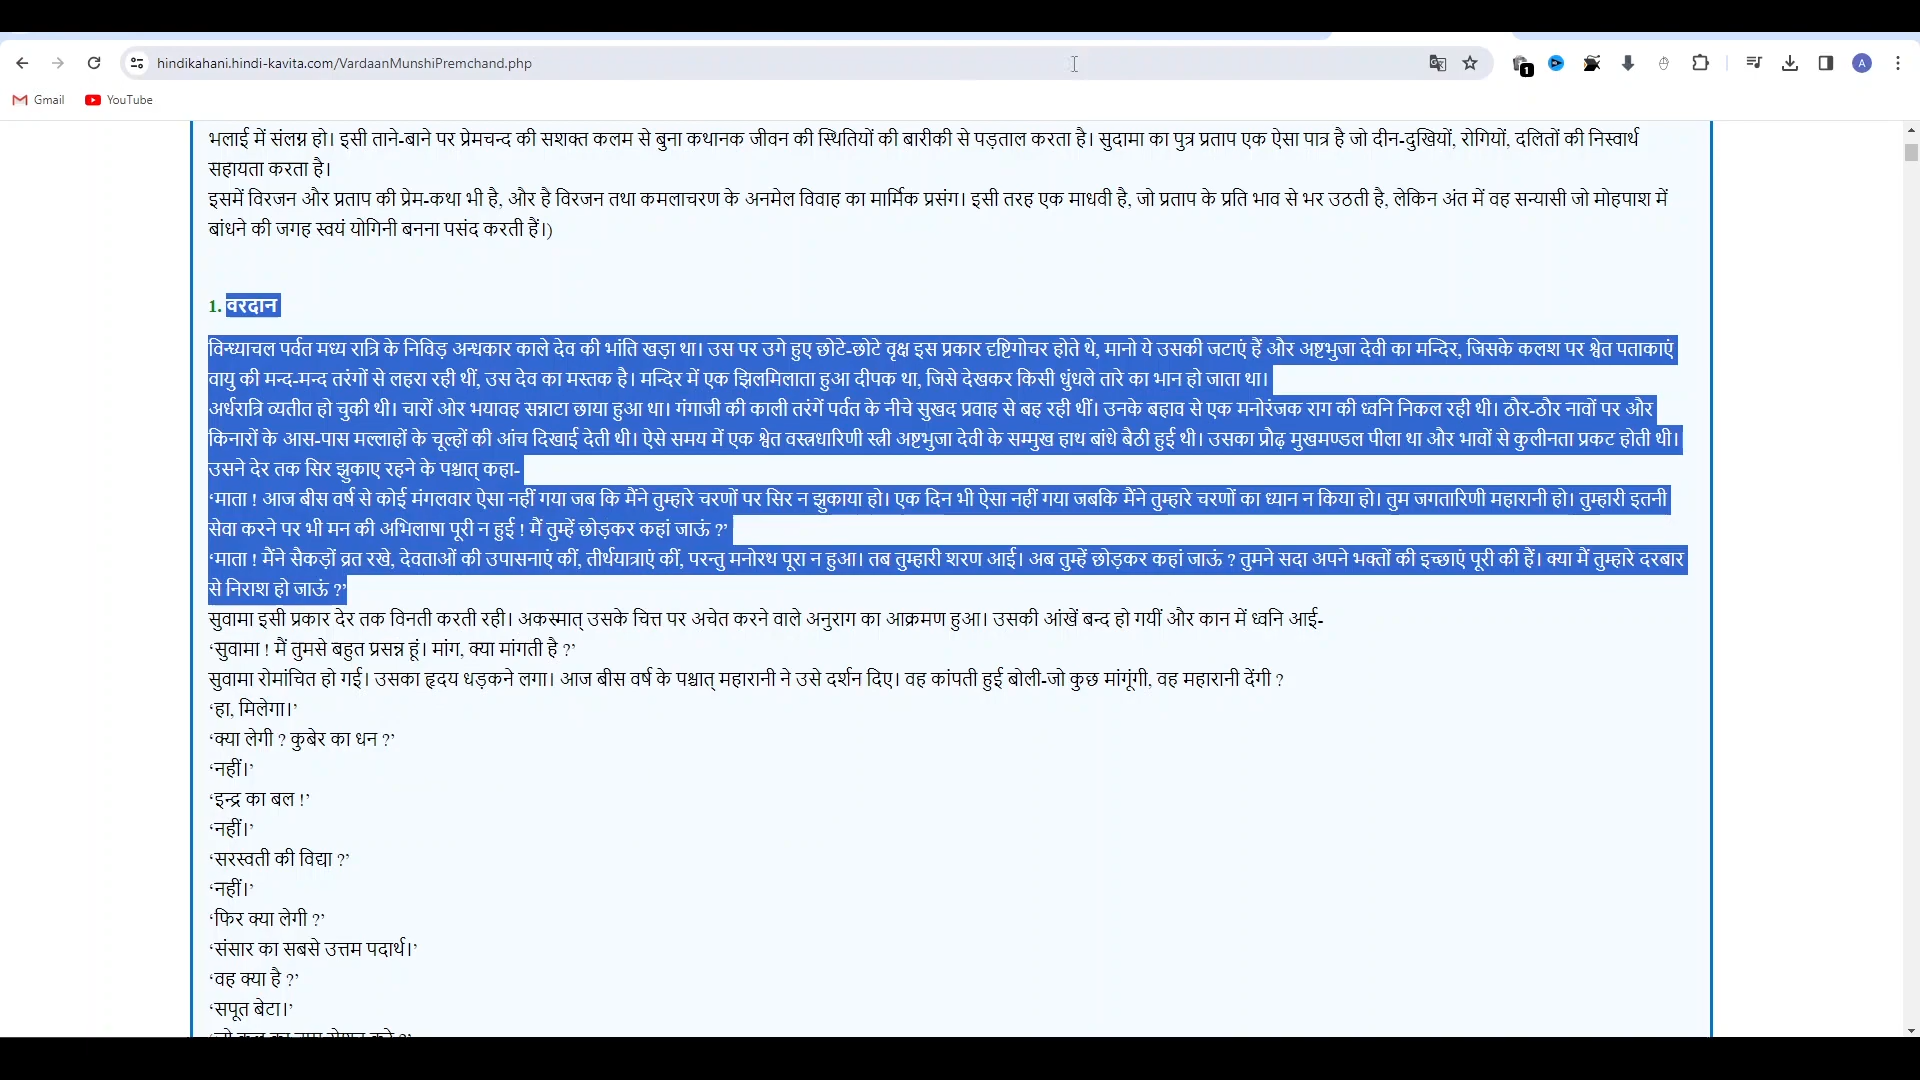 hindikahani.hindi-kavita.com/VardaanMunshiPremchand.php
1
A
Gmail
YouTube
भलाई में संलग्न हो। इसी ताने-बाने पर प्रेमचन्द की सशक्त कलम से बुना कथानक जीवन की स्थितियों की बारीकी से पड़ताल करता है। सुदामा का पुत्र प्रताप एक ऐसा पात्र है जो दीन-दुखियों, रोगियों, दलितों की निस्वार्थ
सहायता करता है।
इसमें विरजन और प्रताप की प्रेम-कथा भी है, और है विरजन तथा कमलाचरण के अनमेल विवाह का मार्मिक प्रसंग। इसी तरह एक माधवी है, जो प्रताप के प्रति भाव से भर उठती है, लेकिन अंत में वह सन्यासी जो मोहपाश में
बांधने की जगह स्वयं योगिनी बनना पसंद करती हैं।)
1. वरदान
विन्ध्याचल पर्वत मध्य रात्रि के निविड़ अन्धकार काले देव की भांति खड़ा था। उस पर उगे हुए छोटे-छोटे वृक्ष इस प्रकार दृष्टिगोचर होते थे, मानो ये उसकी जटाएं हैं और अष्टभुजा देवी का मन्दिर, जिसके कलश पर श्वेत पताकाएं
वायु की मन्द-मन्द तरंगों से लहरा रही थीं, उस देव का मस्तक है। मन्दिर में एक झिलमिलाता हुआ दीपक था, जिसे देखकर किसी धुंधले तारे का भान हो जाता था।
अर्धरात्रि व्यतीत हो चुकी थी। चारों ओर भयावह सन्नाटा छाया हुआ था। गंगाजी की काली तरंगें पर्वत के नीचे सुखद प्रवाह से बह रही थीं। उनके बहाव से एक मनोरंजक राग की ध्वनि निकल रही थी। ठौर-ठौर नावों पर और
किनारों के आस-पास मल्लाहों के चूल्हों की आंच दिखाई देती थी। ऐसे समय में एक श्वेत वस्त्रधारिणी स्त्री अष्टभुजा देवी के सम्मुख हाथ बांधे बैठी हुई थी। उसका प्रौढ़ मुखमण्डल पीला था और भावों से कुलीनता प्रकट होती थी।
उसने देर तक सिर झुकाए रहने के पश्चात् कहा-
‘माता ! आज बीस वर्ष से कोई मंगलवार ऐसा नहीं गया जब कि मैंने तुम्हारे चरणों पर सिर न झुकाया हो। एक दिन भी ऐसा नहीं गया जबकि मैंने तुम्हारे चरणों का ध्यान न किया हो। तुम जगतारिणी महारानी हो। तुम्हारी इतनी
सेवा करने पर भी मन की अभिलाषा पूरी न हुई ! मैं तुम्हें छोड़कर कहां जाऊं ?’
‘माता ! मैंने सैकड़ों व्रत रखे, देवताओं की उपासनाएं कीं, तीर्थयात्राएं कीं, परन्तु मनोरथ पूरा न हुआ। तब तुम्हारी शरण आई। अब तुम्हें छोड़कर कहां जाऊं ? तुमने सदा अपने भक्तों की इच्छाएं पूरी की हैं। क्या मैं तुम्हारे दरबार
से निराश हो जाऊं ?’
सुवामा इसी प्रकार देर तक विनती करती रही। अकस्मात् उसके चित्त पर अचेत करने वाले अनुराग का आक्रमण हुआ। उसकी आंखें बन्द हो गयीं और कान में ध्वनि आई-
‘सुवामा ! मैं तुमसे बहुत प्रसन्न हूं। मांग, क्या मांगती है ?’
सुवामा रोमांचित हो गई। उसका हृदय धड़कने लगा। आज बीस वर्ष के पश्चात् महारानी ने उसे दर्शन दिए। वह कांपती हुई बोली-जो कुछ मांगूंगी, वह महारानी देंगी ?
‘हा, मिलेगा।’
‘क्या लेगी ? कुबेर का धन ?’
‘नहीं।’
‘इन्द्र का बल !’
‘नहीं।’
‘सरस्वती की विद्या ?’
‘नहीं।’
‘फिर क्या लेगी ?’
‘संसार का सबसे उत्तम पदार्थ।’
‘वह क्या है ?’
‘सपूत बेटा।’